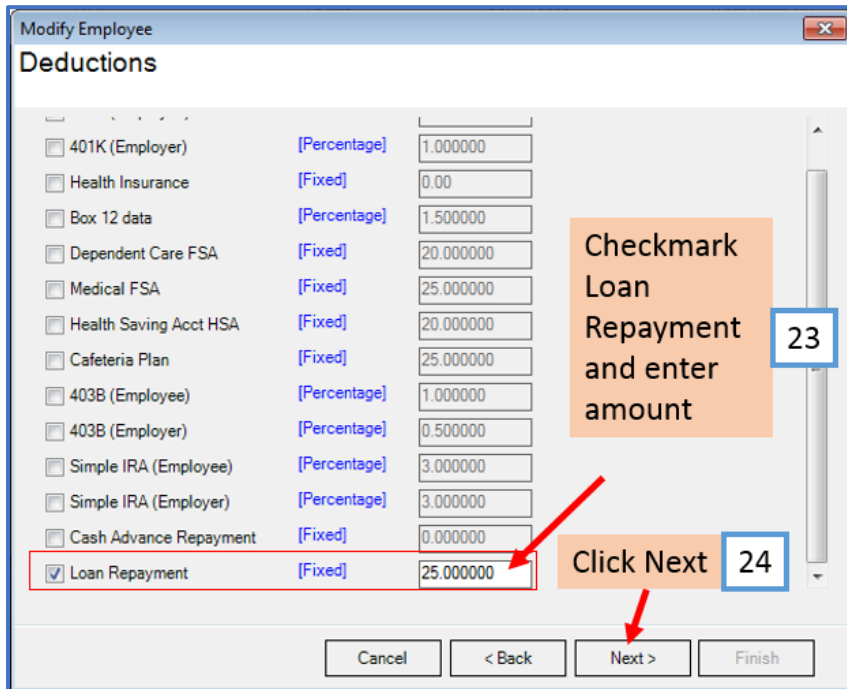 Modify Employee
Deductions
401K (Employer) [Percentage] 1.000000
Health Insurance [Fixed] 0.00
Box 12 data [Percentage] 1.500000
Dependent Care FSA [Fixed] 20.000000
Medical FSA [Fixed] 25.000000
Health Saving Acct HSA [Fixed] 20.000000
Cafeteria Plan [Fixed] 25.000000
403B (Employee) [Percentage] 1.000000
403B (Employer) [Percentage] 0.500000
Simple IRA (Employee) [Percentage] 3.000000
Simple IRA (Employer) [Percentage] 3.000000
Cash Advance Repayment [Fixed] 0.000000
Loan Repayment [Fixed] 25.000000
Checkmark
Loan
Repayment
and enter
amount
23
Click Next 24
Cancel < Back Next > Finish